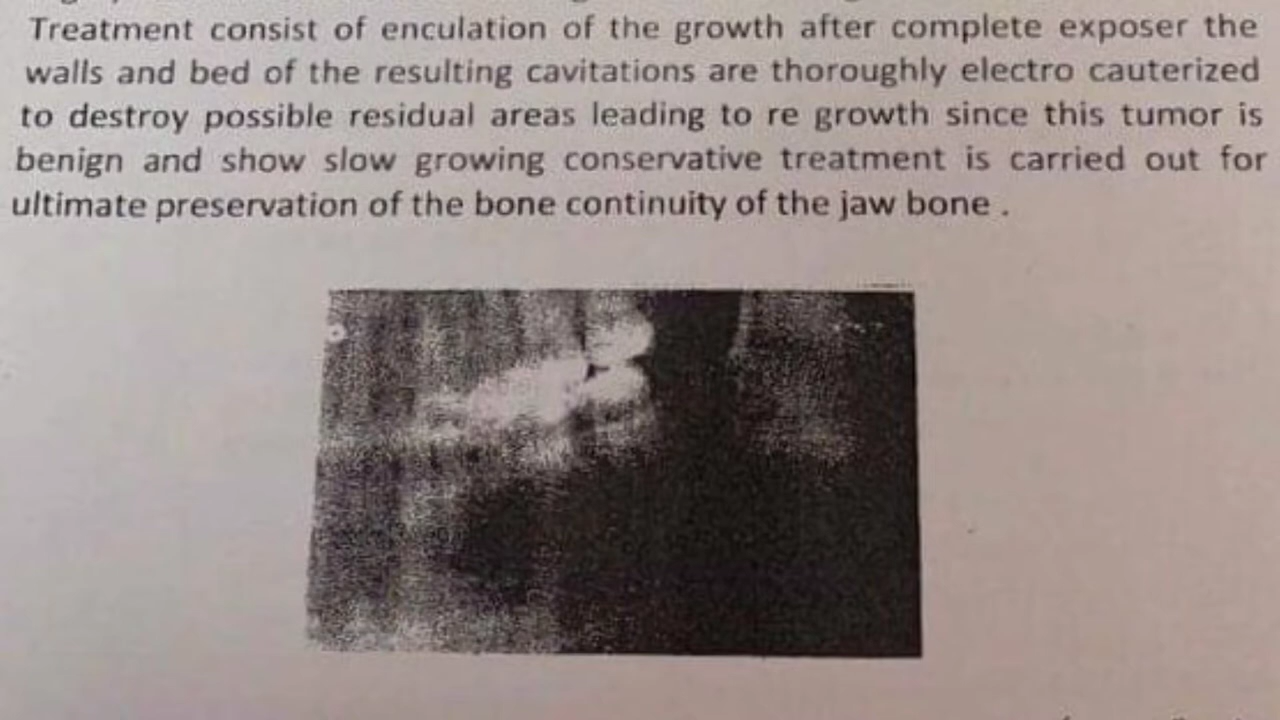 Treatment consist of enculation of the growth after complete exposer the
walls and bed of the resulting cavitations are thoroughly electro cauterized
to destroy possible residual areas leading to re growth since this tumor is
benign and show slow growing conservative treatment is carried out for
ultimate preservation of the bone continuity of the jaw bone .